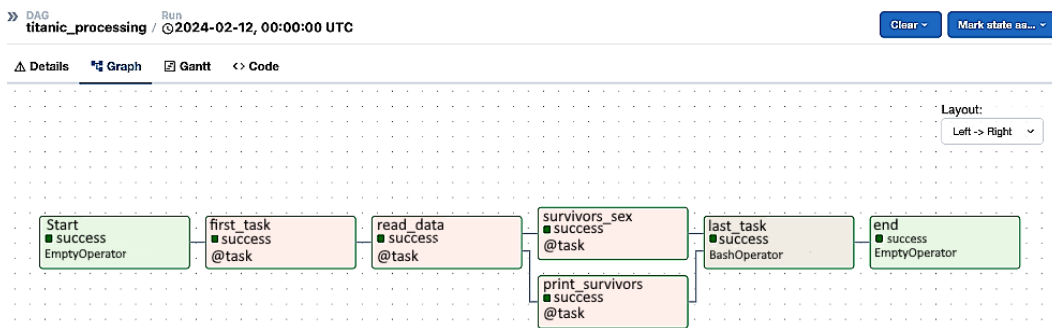 DAG
titanic_processing /
Run
2024-02-12, 00:00:00 UTC
Clear
Mark state as...
Details
Graph
Gantt
<> Code
Layout:
Left -> Right
Start
success
EmptyOperator
first_task
success
@task
read_data
success
@task
survivors_sex
success
@task
print_survivors
success
@task
last_task
success
BashOperator
end
success
EmptyOperator